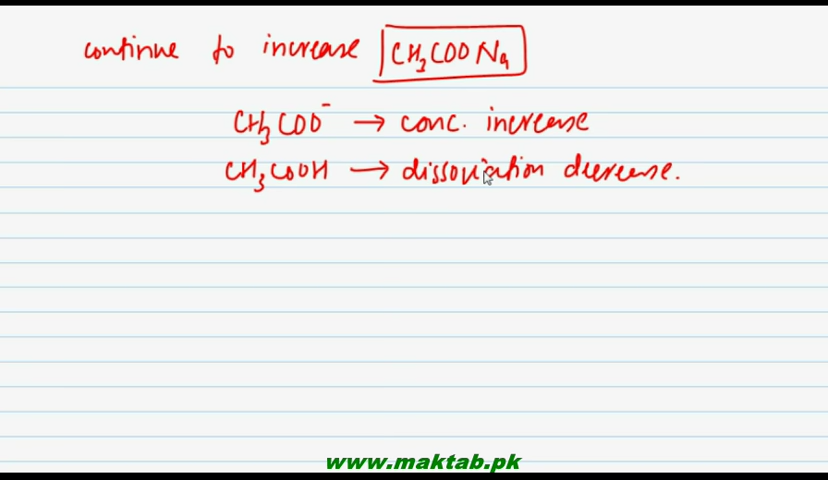 continue to increase CH₃COONa
CH₃COO⁻ → conc. increase
CH₃COOH → dissociation decrease.
www.maktab.pk